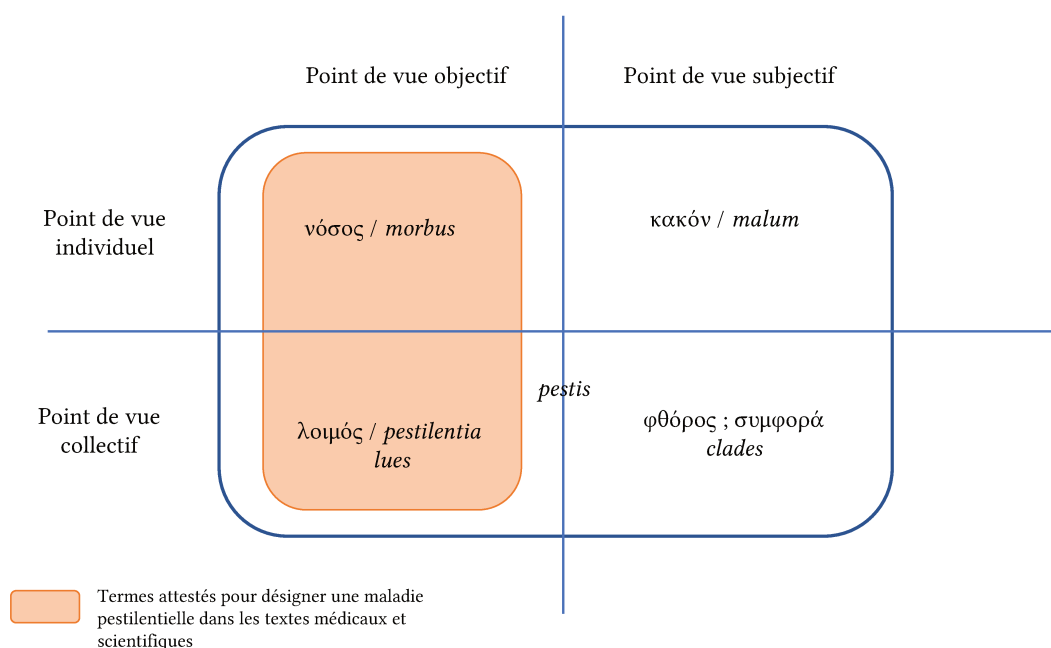 Point de vue objectif
Point de vue subjectif
Point de vue
individuel
νόσος / morbus
κακόν / malum
pestis
Point de vue
collectif
λοιμός / pestilentia
lues
φθόρος ; συμφορά
clades
Termes attestés pour désigner une maladie
pestilentielle dans les textes médicaux et
scientifiques